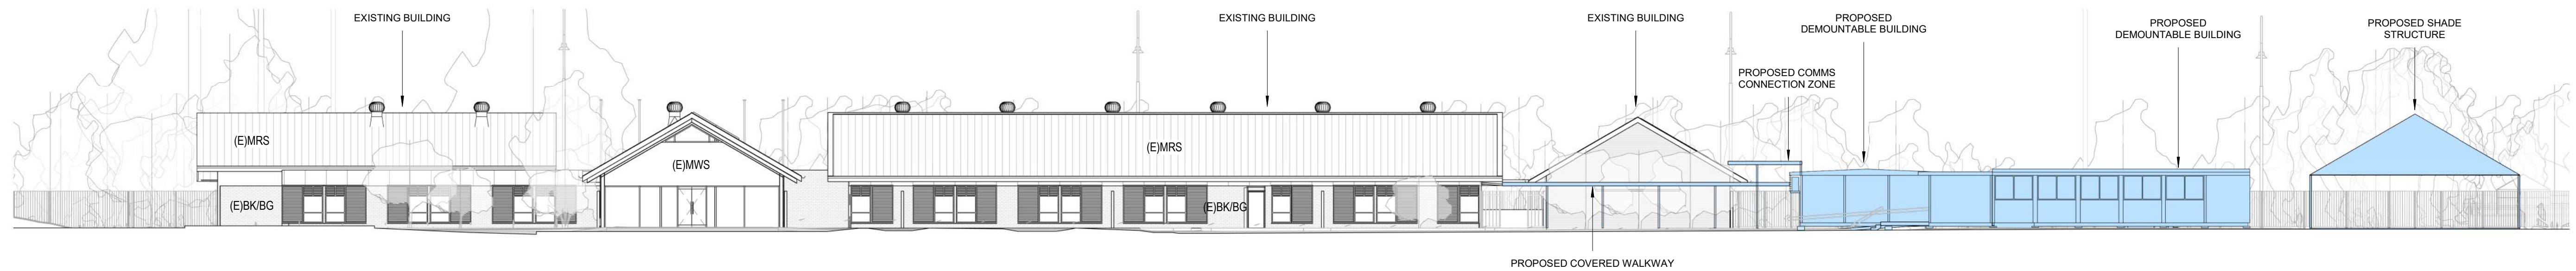 EXISTING BUILDING
EXISTING BUILDING
EXISTING BUILDING
PROPOSED
DEMOUNTABLE BUILDING
PROPOSED
DEMOUNTABLE BUILDING
PROPOSED SHADE
STRUCTURE
PROPOSED COMMS
CONNECTION ZONE
(E)MRS
(E)MWS
(E)MRS
(E)BK/BG
(E)BK/BG
PROPOSED COVERED WALKWAY